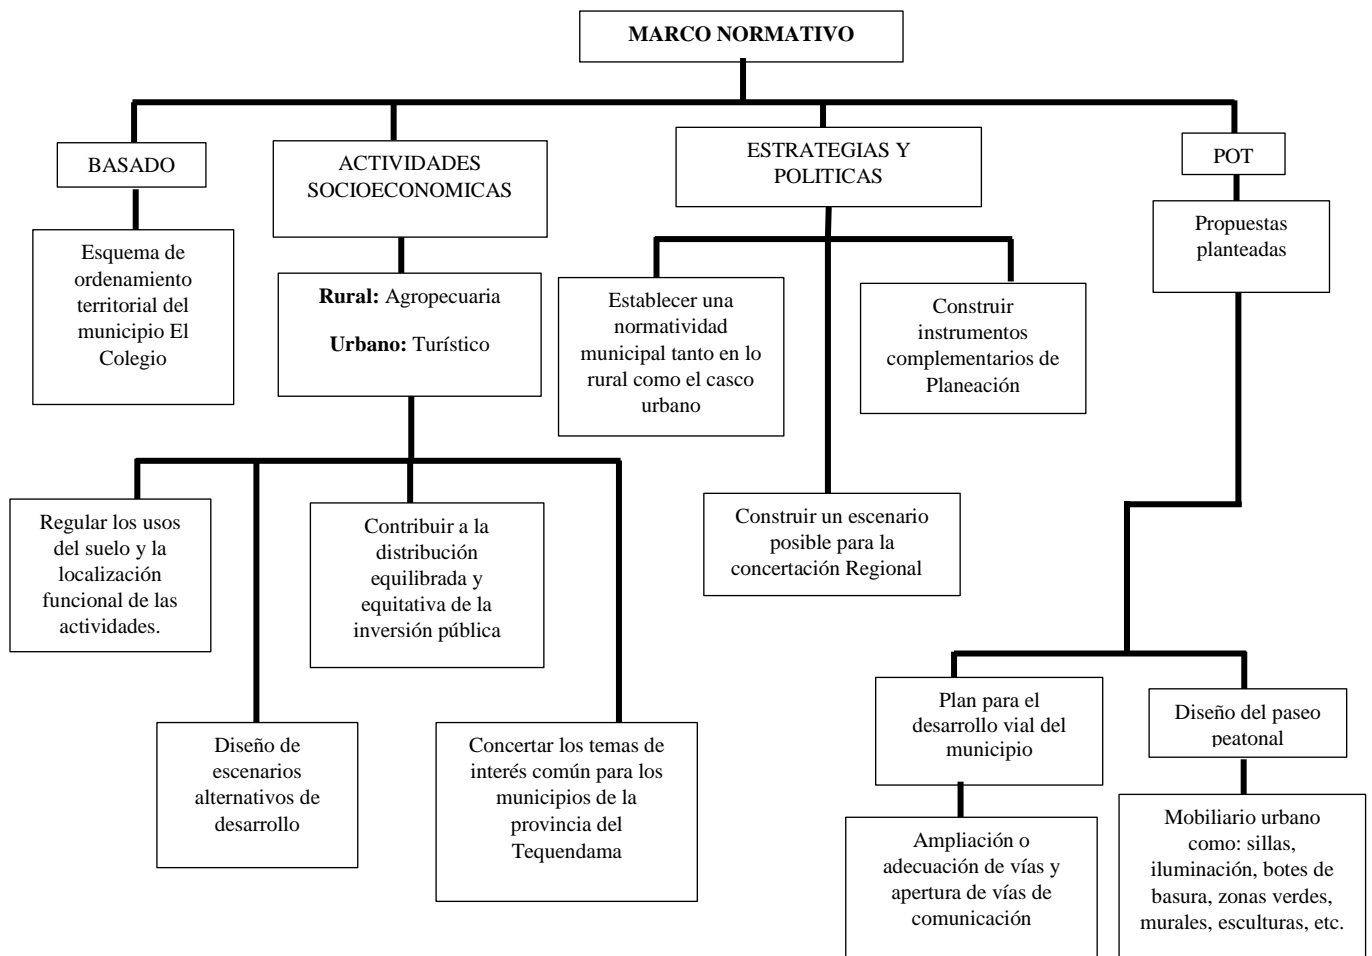 MARCO NORMATIVO
BASADO
ACTIVIDADES
SOCIOECONOMICAS
ESTRATEGIAS Y
POLITICAS
POT
Esquema de
ordenamiento
territorial del
municipio El
Colegio
Rural: Agropecuaria
Urbano: Turístico
Establecer una
normatividad
municipal tanto en lo
rural como el casco
urbano
Construir
instrumentos
complementarios de
Planeación
Propuestas
planteadas
Regular los usos
del suelo y la
localización
funcional de las
actividades.
Contribuir a la
distribución
equilibrada y
equitativa de la
inversión pública
Construir un escenario
posible para la
concertación Regional
Diseño de
escenarios
alternativos de
desarrollo
Concertar los temas de
interés común para los
municipios de la
provincia del
Tequendama
Plan para el
desarrollo vial del
municipio
Diseño del paseo
peatonal
Ampliación o
adecuación de vías y
apertura de vías de
comunicación
Mobiliario urbano
como: sillas,
iluminación, botes de
basura, zonas verdes,
murales, esculturas, etc.